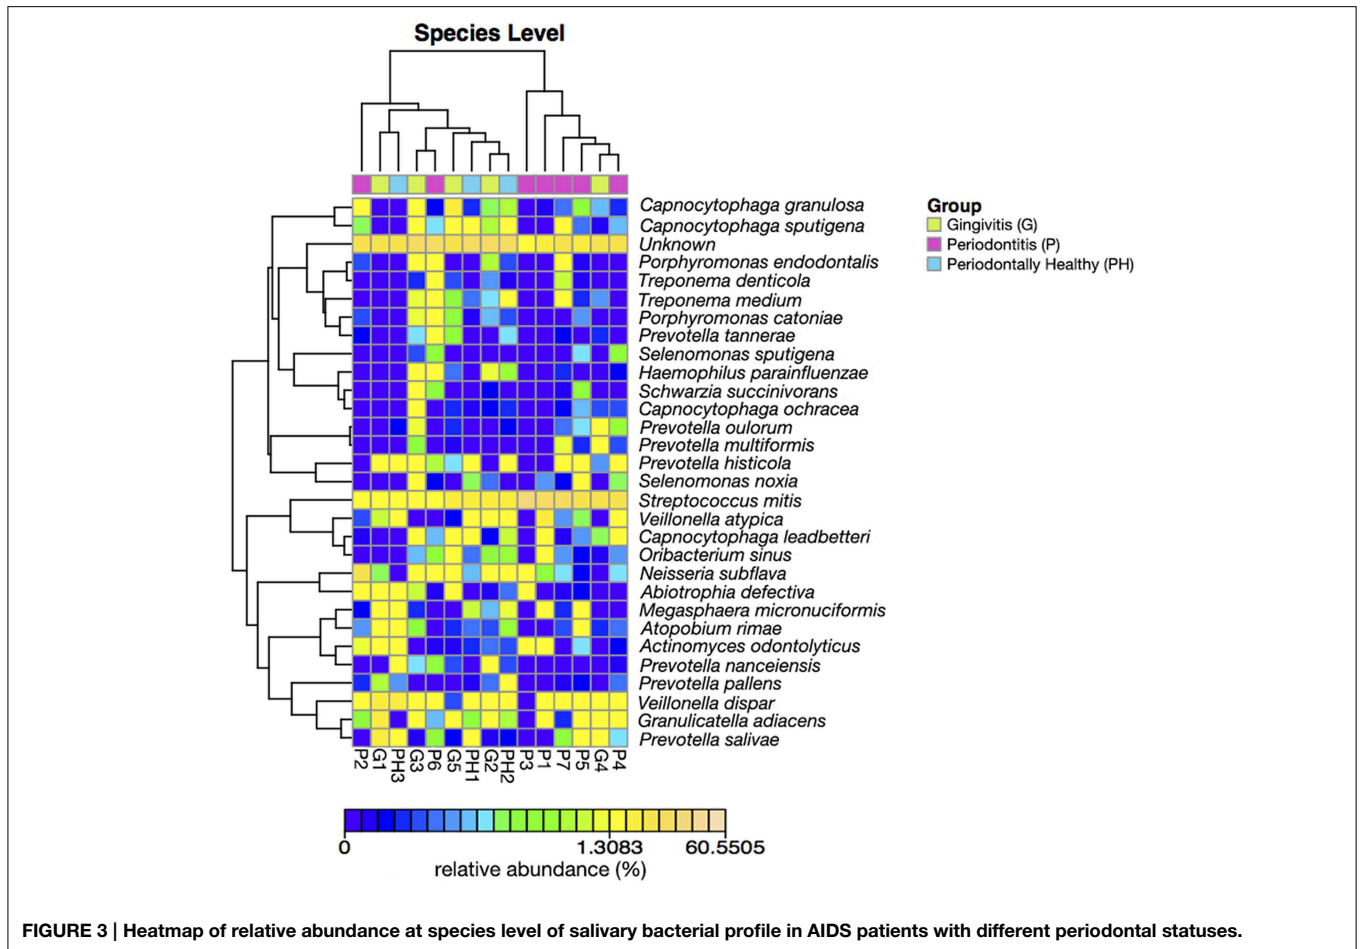 Species Level
Capnocytophaga granulosa
Capnocytophaga sputigena
Unknown
Porphyromonas endodontalis
Treponema denticola
Treponema medium
Porphyromonas catoniae
Prevotella tannerae
Selenomonas sputigena
Haemophilus parainfluenzae
Schwarzia succinivorans
Capnocytophaga ochracea
Prevotella oulorum
Prevotella multiformis
Prevotella histicola
Selenomonas noxia
Streptococcus mitis
Veillonella atypica
Capnocytophaga leadbetteri
Oribacterium sinus
Neisseria subflava
Abiotrophia defectiva
Megasphaera micronuciformis
Atopobium rimae
Actinomyces odontolyticus
Prevotella nanceiensis
Prevotella pallens
Veillonella dispar
Granulicatella adiacens
Prevotella salivae
Group
Gingivitis (G)
Periodontitis (P)
Periodontally Healthy (PH)
P2 G1 PH3 G3 P6 G5 PH1 G2 PH2 P3 P1 P7 P5 G4 P4
0 1.3083 60.5505
relative abundance (%)
FIGURE 3 | Heatmap of relative abundance at species level of salivary bacterial profile in AIDS patients with different periodontal statuses.